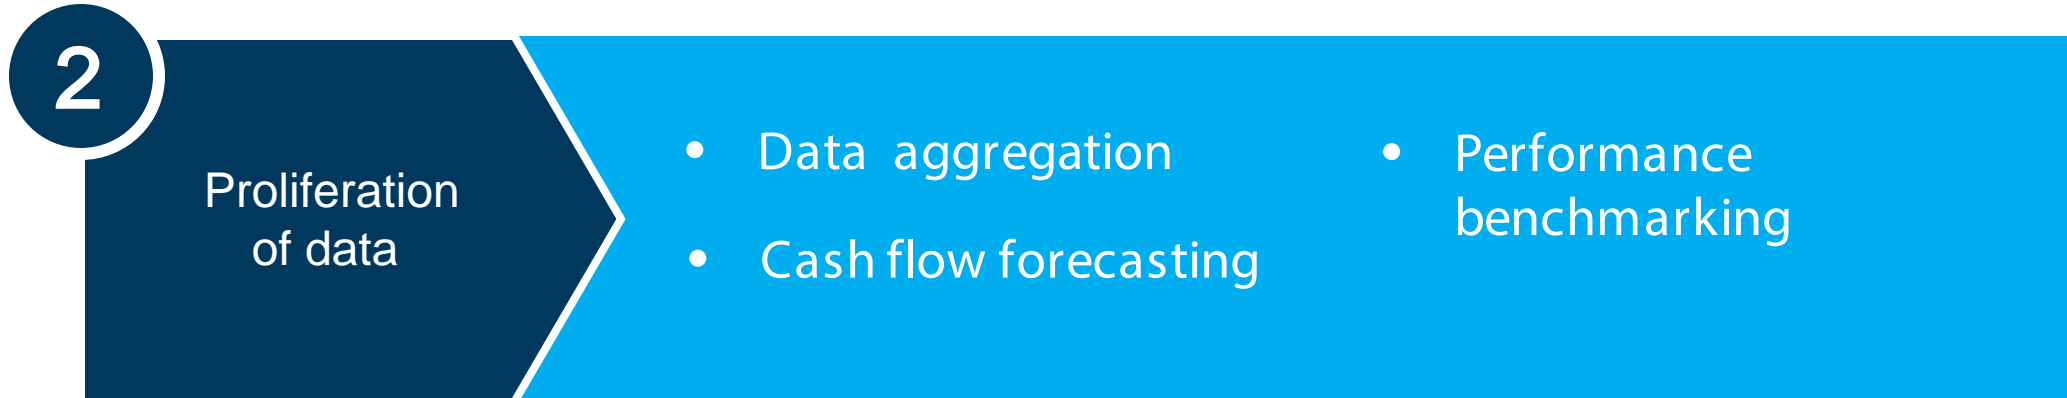 2
Proliferation
of data
• Data aggregation
• Cash flow forecasting
• Performance
benchmarking